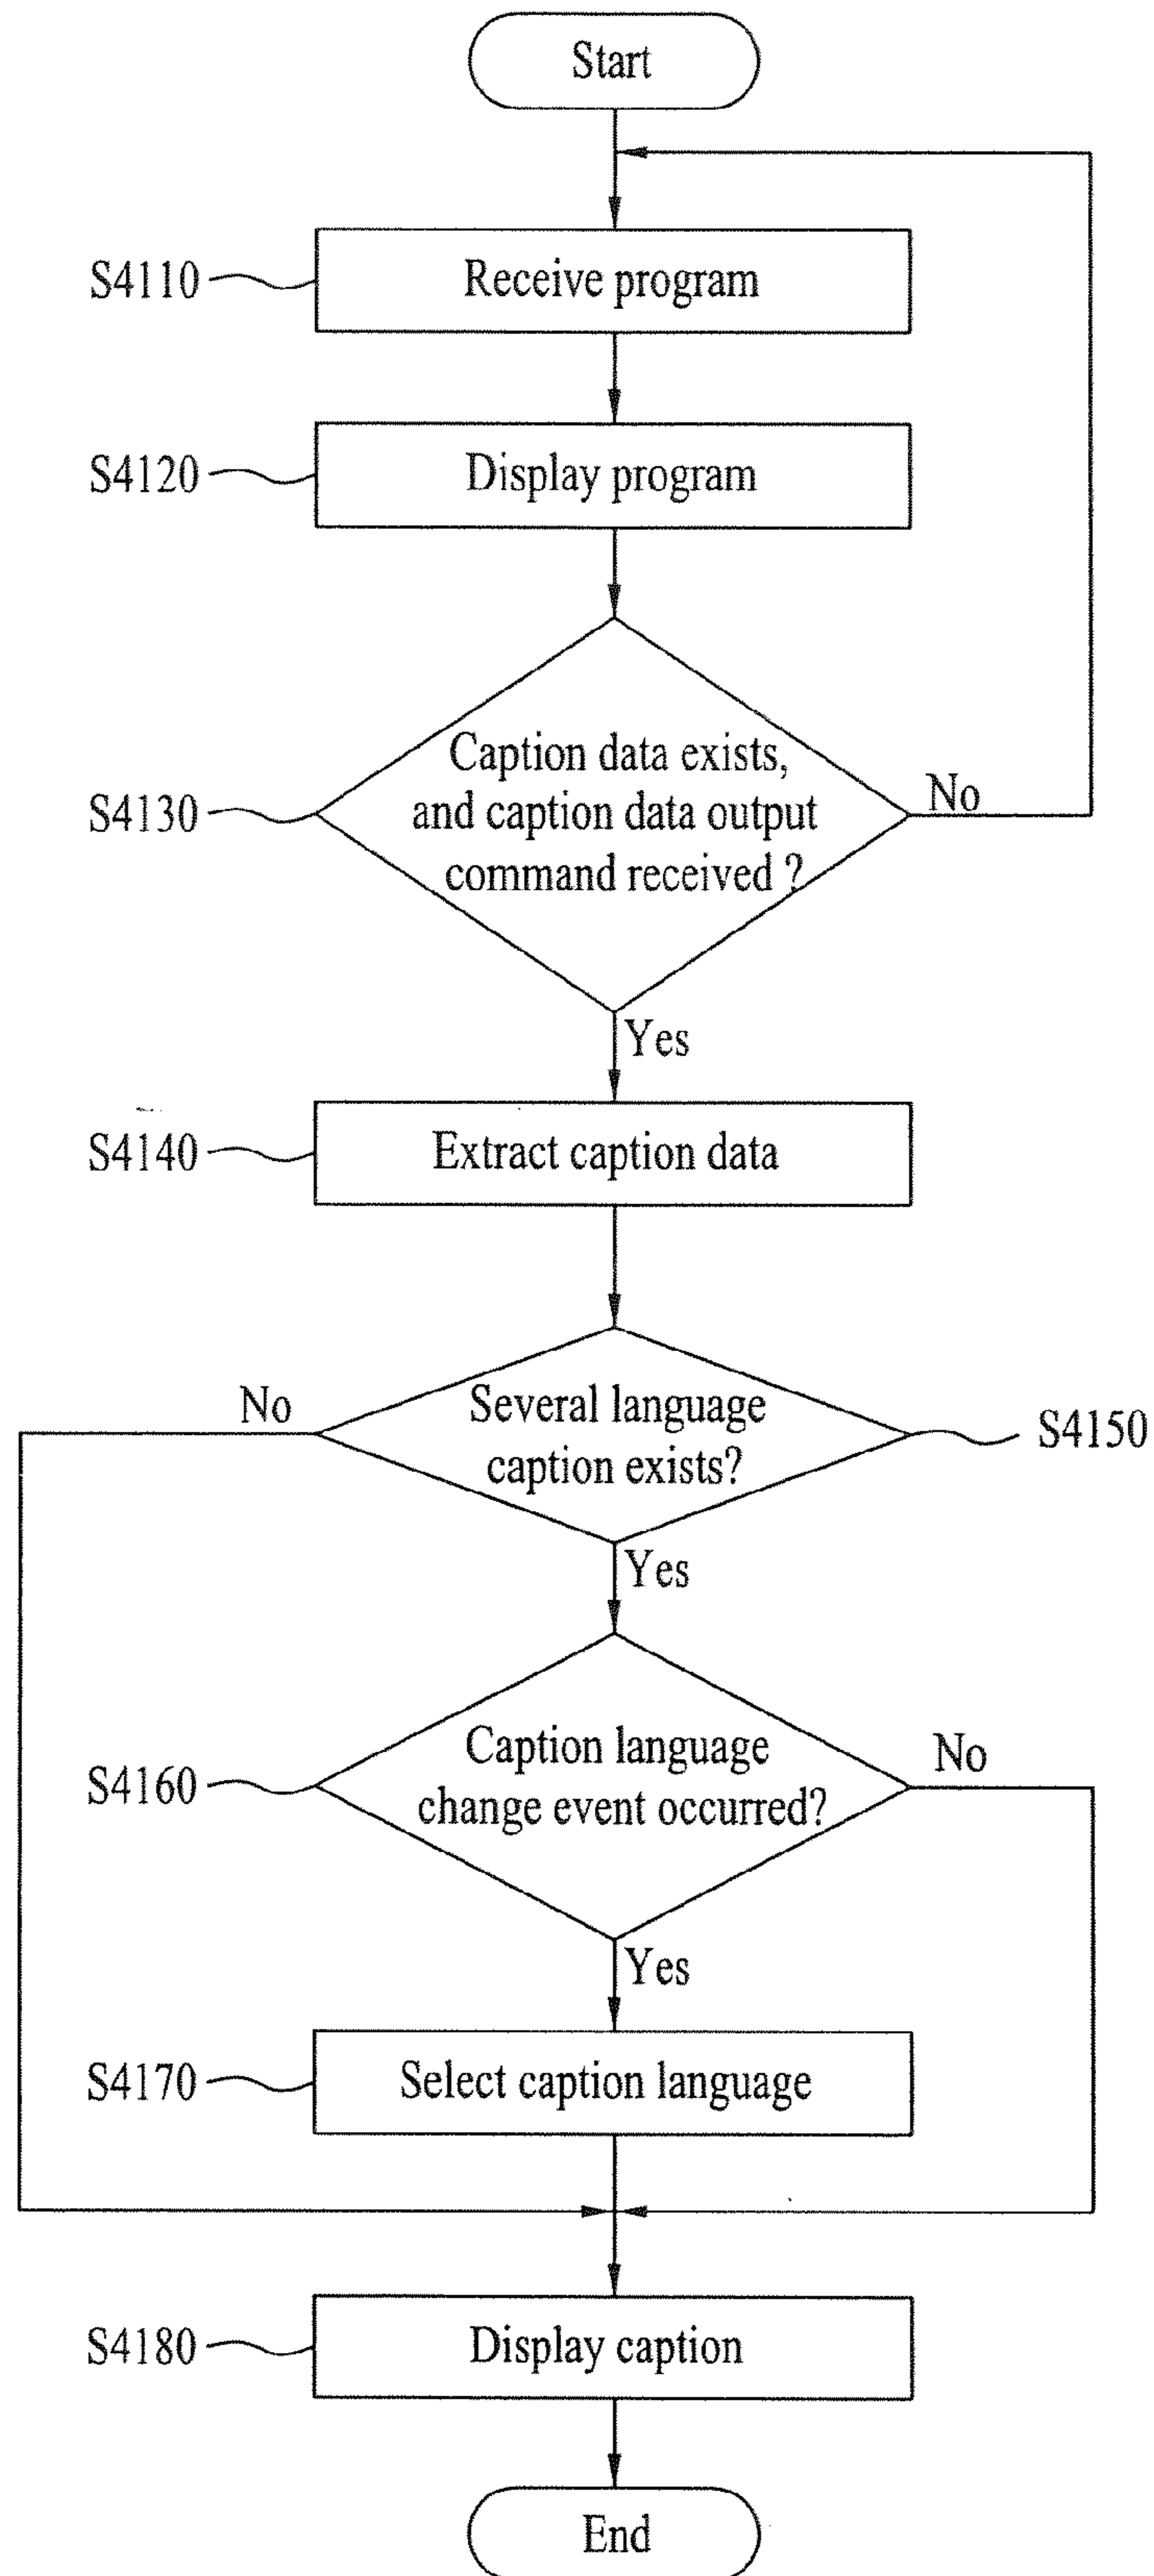 Start
S4110
Receive program
S4120
Display program
Caption data exists,
S4130
and caption data output
No
command received ?
Yes
S4140
Extract caption data
No
Several language
S4150
caption exists?
Yes
Caption language
No
S4160
change event occurred?
Yes
S4170
Select caption language
S4180
Display caption
End